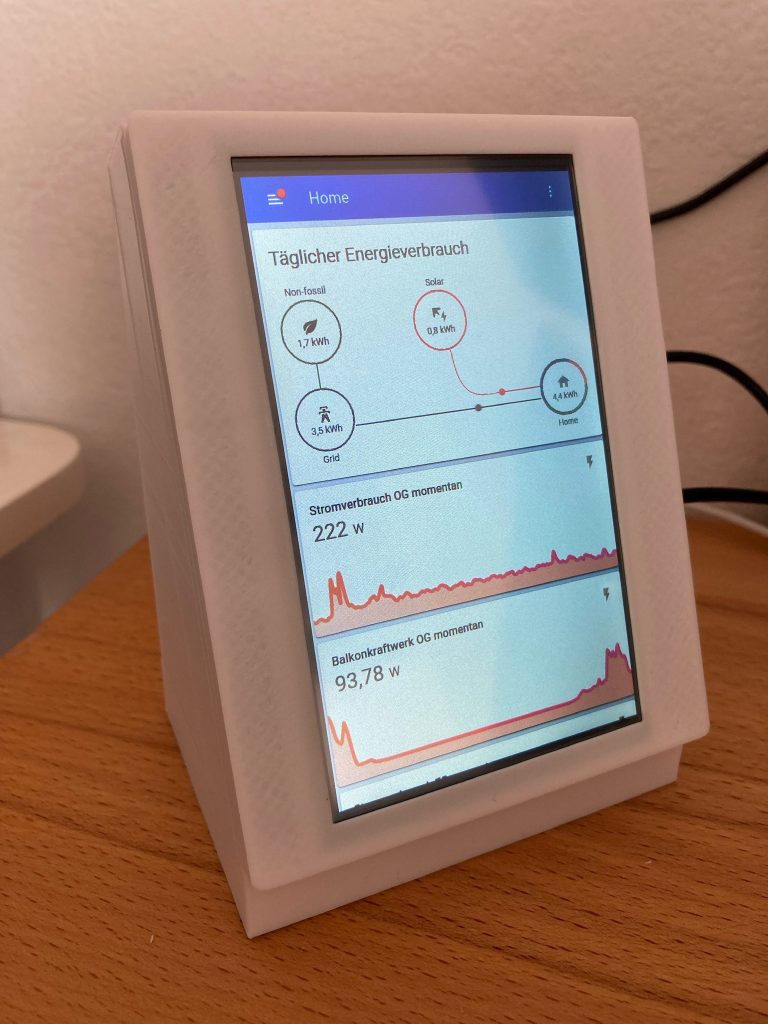 Home
Täglicher Energieverbrauch
Non-fossil
Solar
1,7 kWh
0,8 kWh
3,5 kWh
4,4 kWh
Grid
Home
Stromverbrauch OG momentan
222 W
Balkonkraftwerk OG momentan
93,78 W